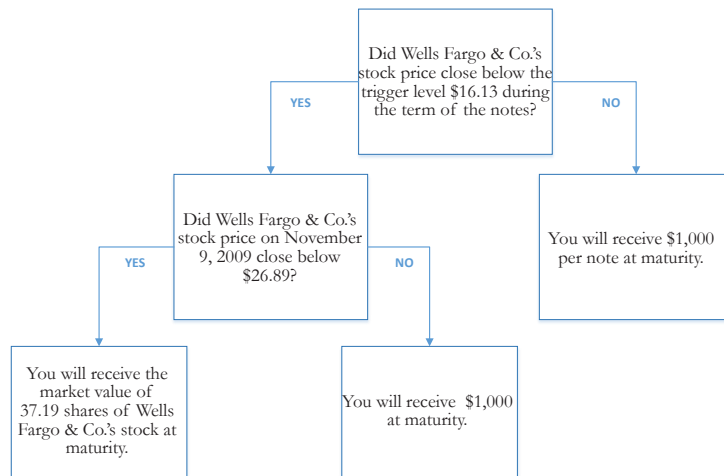 Did Wells Fargo & Co.'s
stock price close below the
trigger level $16.13 during
the term of the notes?
YES
NO
Did Wells Fargo & Co.'s
stock price on November
9, 2009 close below
$26.89?
You will receive $1,000
per note at maturity.
YES
NO
You will receive the
market value of
37.19 shares of Wells
Fargo & Co.'s stock at
maturity.
You will receive $1,000
at maturity.